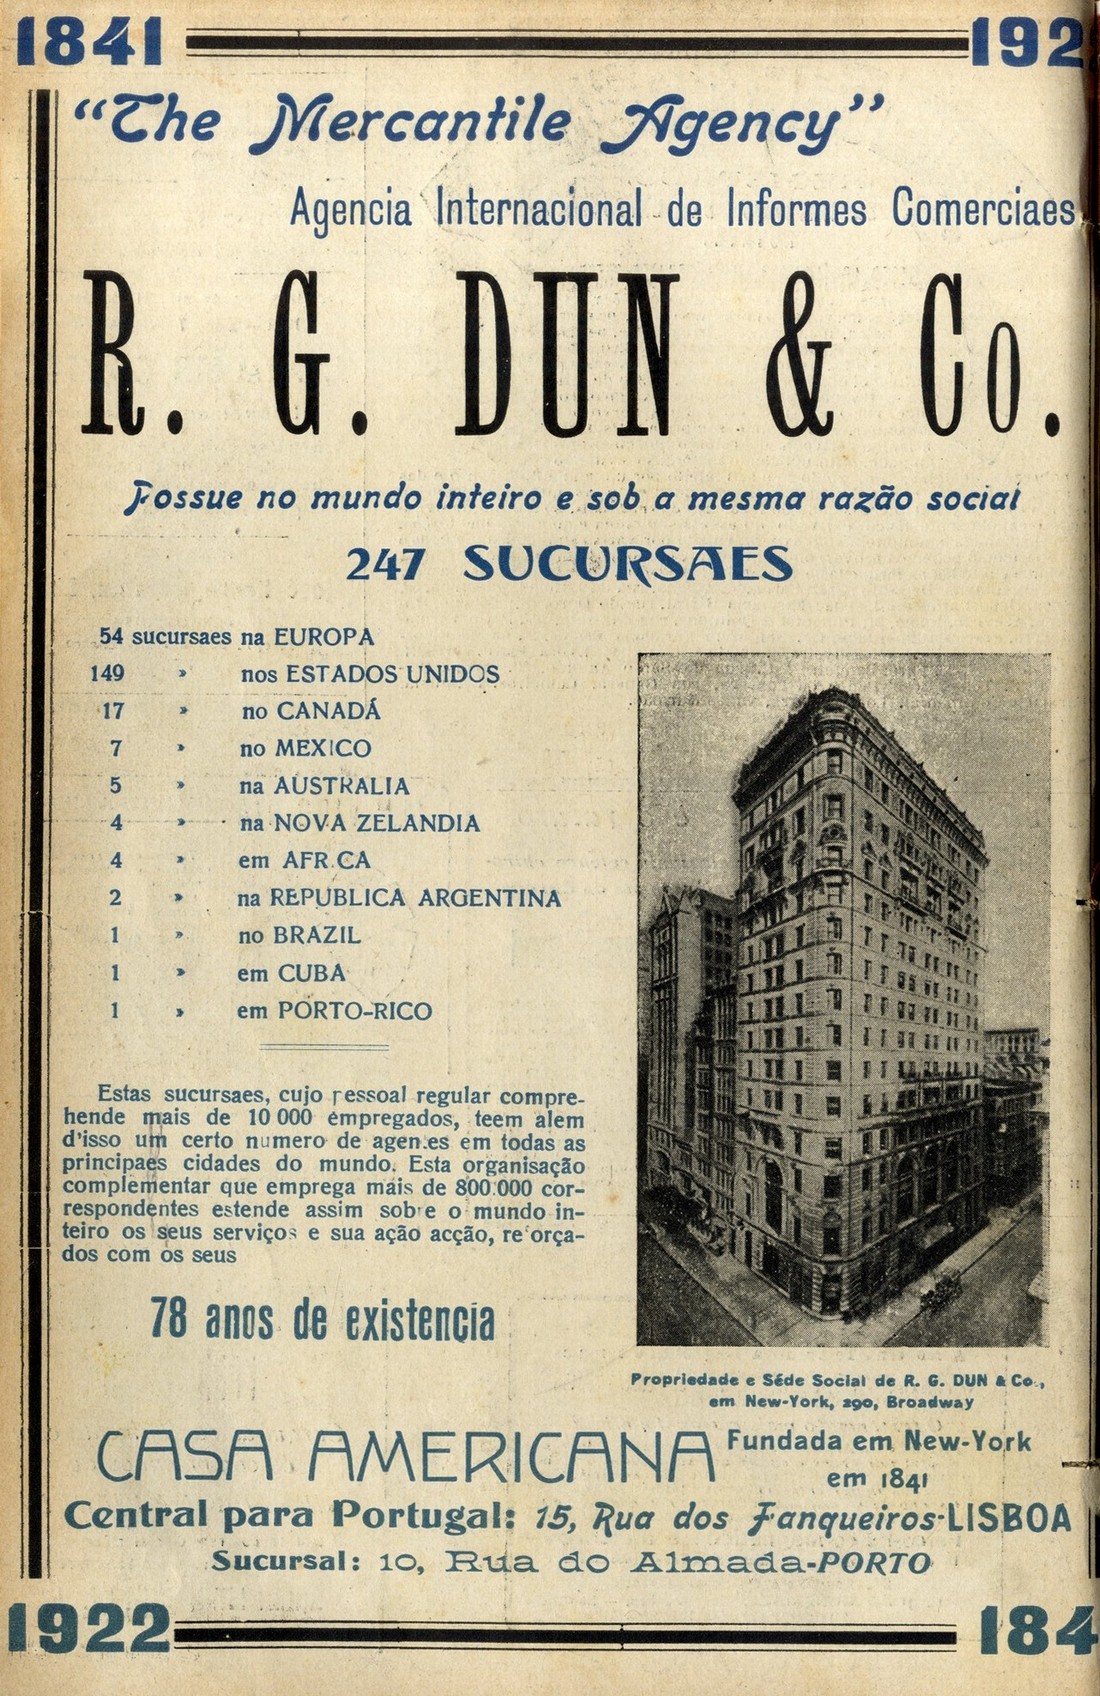 1841 192
“The Mercantile Agency”
Agencia Internacional de Informes Comerciaes
R. G. DUN & Co.
Possue no mundo inteiro e sob a mesma razão social
247 SUCURSAES
54 sucursaes na EUROPA
149 » nos ESTADOS UNIDOS
17 » no CANADÁ
7 » no MEXICO
5 » na AUSTRALIA
4 » na NOVA ZELANDIA
4 » em AFR.CA
2 » na REPUBLICA ARGENTINA
1 » no BRAZIL
1 » em CUBA
1 » em PORTO-RICO
Estas sucursaes, cujo pessoal regular compre-
hende mais de 10 000 empregados, teem alem
d'isso um certo numero de agen.es em todas as
principaes cidades do mundo. Esta organisação
complementar que emprega mais de 800.000 cor-
respondentes estende assim sobre o mundo in-
teiro os seus serviços e sua ação acção, re'orça-
dos com os seus
78 anos de existencia
Propriedade e Séde Social de R. G. DUN & Co.,
em New-York, 290, Broadway
CASA AMERICANA Fundada em New-York
em 1841
Central para Portugal: 15, Rua dos Fanqueiros-LISBOA
Sucursal: 10, Rua do Almada-PORTO
1922 184